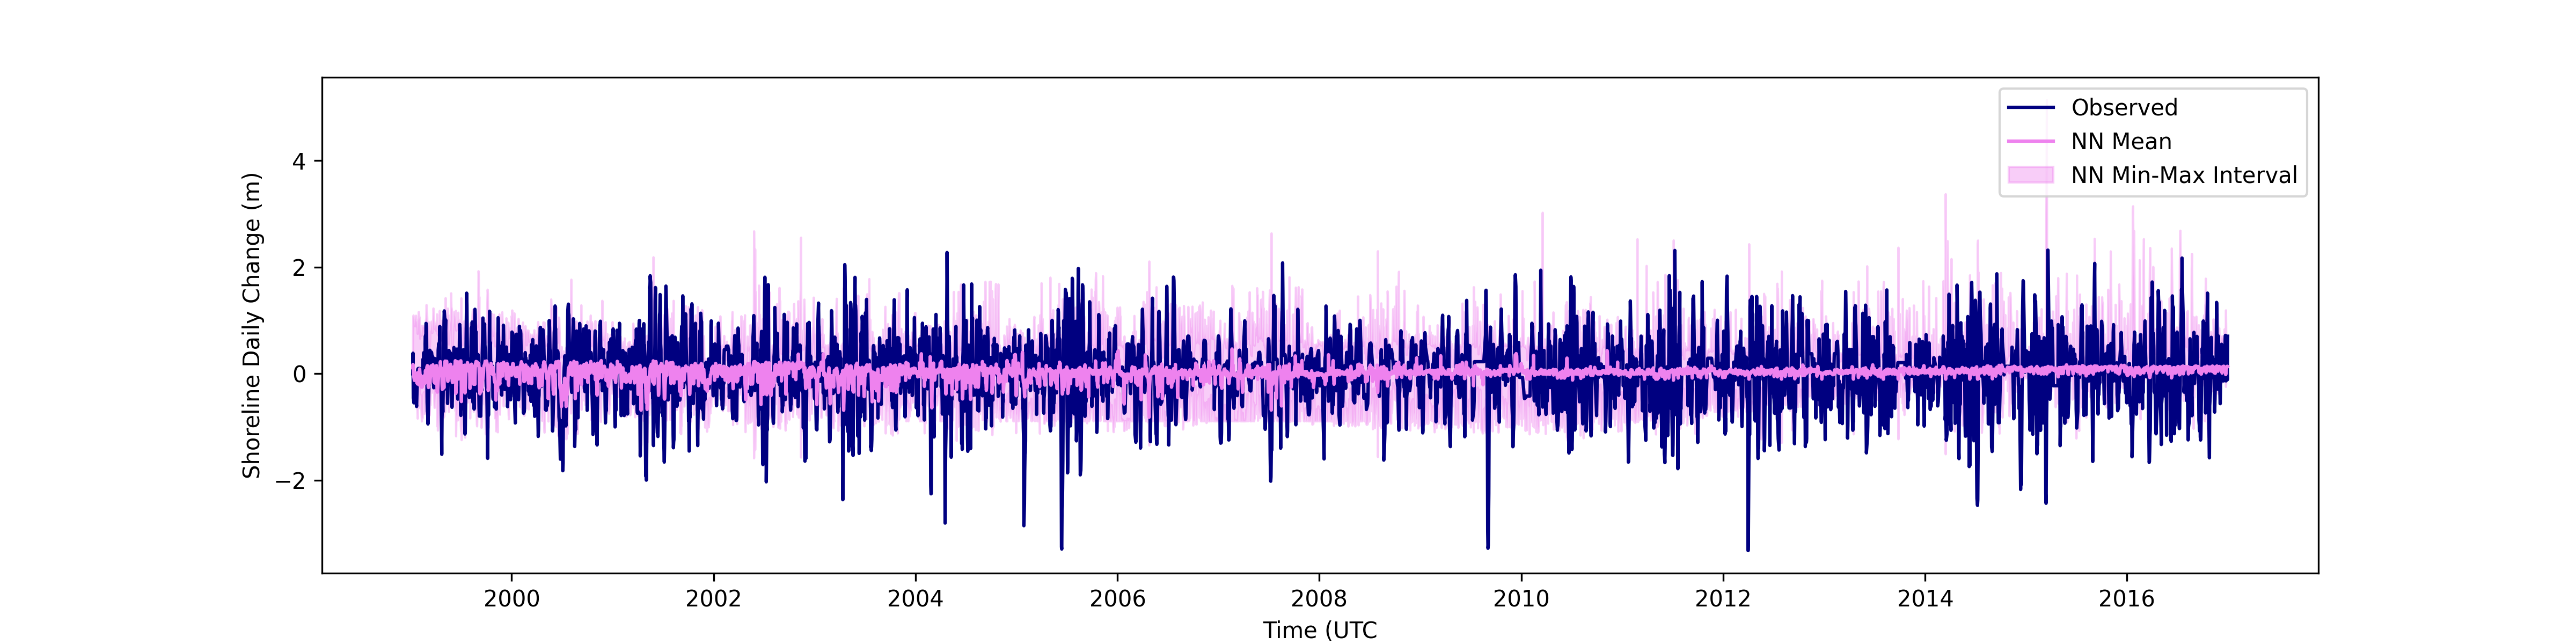 Observed
NN Mean
NN Min-Max Interval
4
2
0
−2
Shoreline Daily Change (m)
2000 2002 2004 2006 2008 2010 2012 2014 2016
Time (UTC